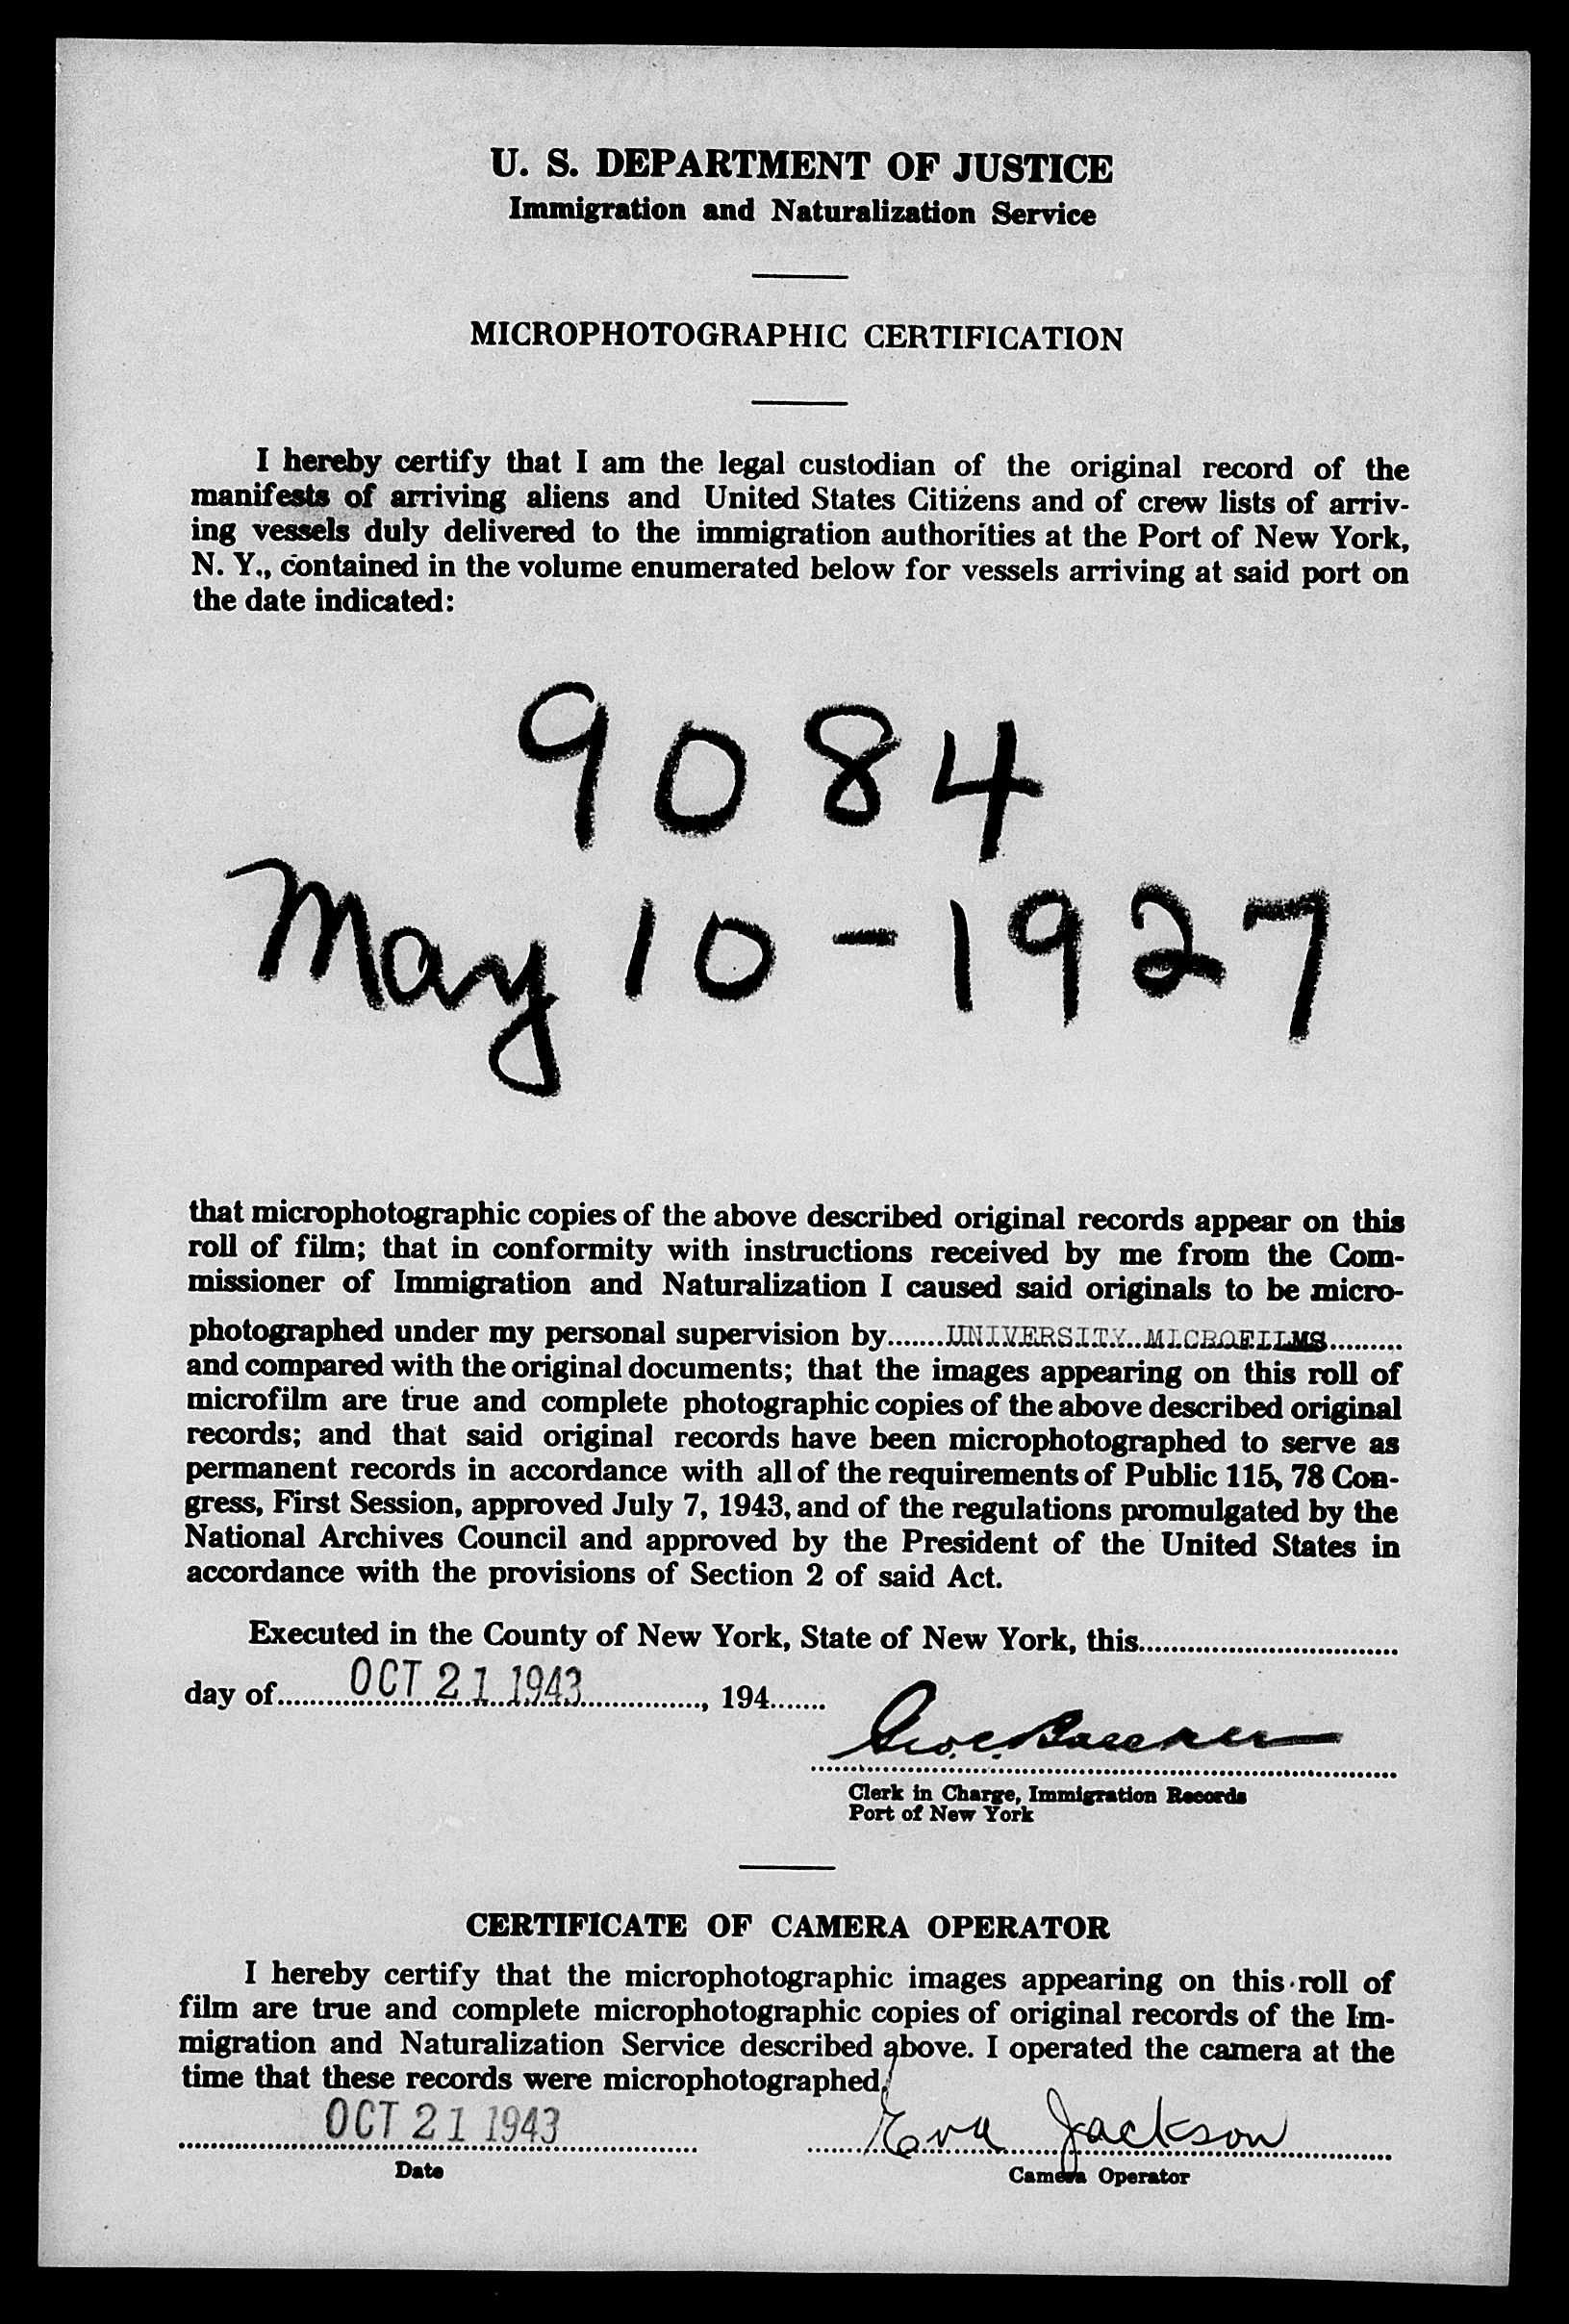 U. S. DEPARTMENT OF JUSTICE
Immigration and Naturalization Service
MICROPHOTOGRAPHIC CERTIFICATION
I hereby certify that I am the legal custodian of the original record of the
manifests of arriving aliens and United States Citizens and of crew lists of arriv-
ing vessels duly delivered to the immigration authorities at the Port of New York,
N. Y., contained in the volume enumerated below for vessels arriving at said port on
the date indicated:
9084
May 10-1927
that microphotographic copies of the above described original records appear on this
roll of film; that in conformity with instructions received by me from the Com-
missioner of Immigration and Naturalization I caused said originals to be micro-
photographed under my personal supervision by.......UNIVERSITY MICROFILMS.........
and compared with the original documents; that the images appearing on this roll of
microfilm are true and complete photographic copies of the above described original
records; and that said original records have been microphotographed to serve as
permanent records in accordance with all of the requirements of Public 115, 78 Con-
gress, First Session, approved July 7, 1943, and of the regulations promulgated by the
National Archives Council and approved by the President of the United States in
accordance with the provisions of Section 2 of said Act.
Executed in the County of New York, State of New York, this................................
day of.........OCT 21 1943..............., 194.......
Clerk in Charge, Immigration Records
Port of New York
CERTIFICATE OF CAMERA OPERATOR
I hereby certify that the microphotographic images appearing on this roll of
film are true and complete microphotographic copies of original records of the Im-
migration and Naturalization Service described above. I operated the camera at the
time that these records were microphotographed.
OCT 21 1943 Eva Jackson
Date Camera Operator